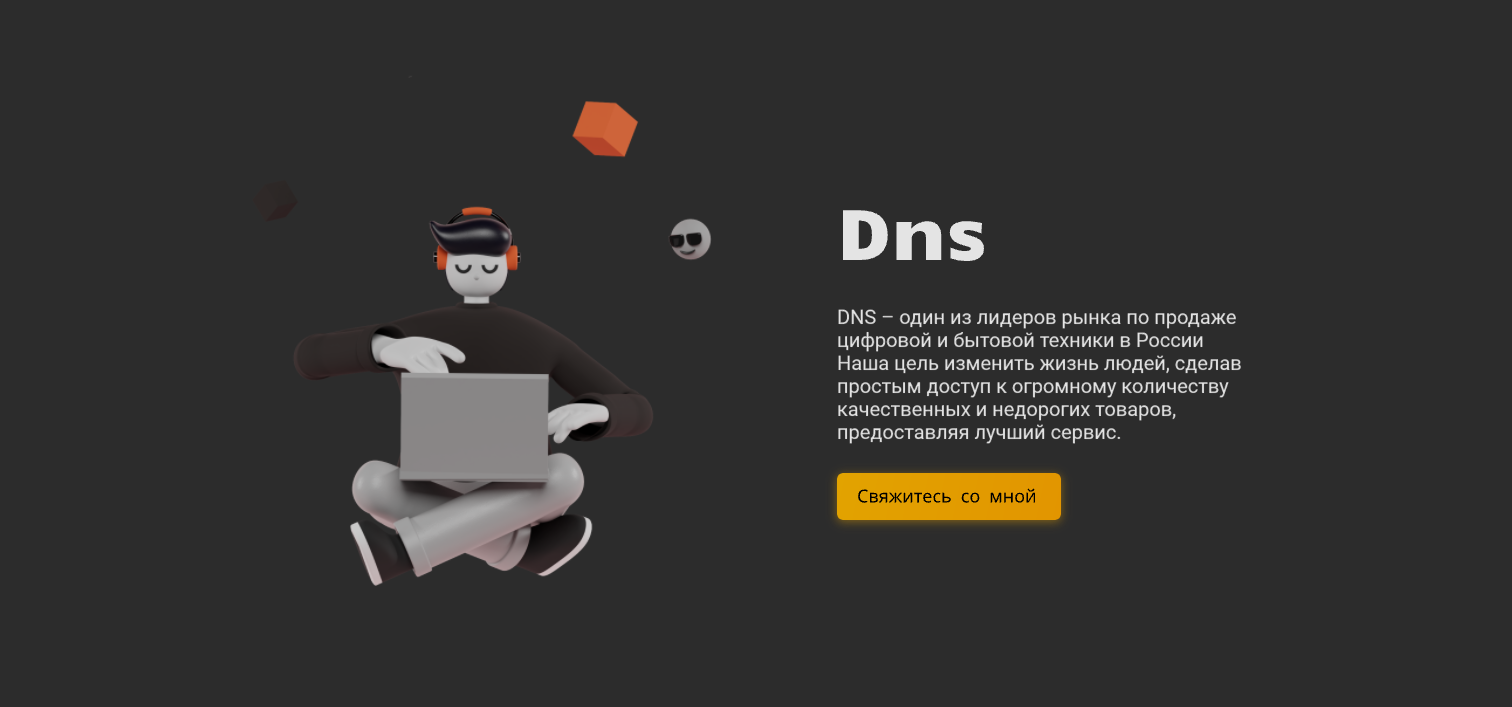 Dns
DNS – один из лидеров рынка по продаже
цифровой и бытовой техники в России
Наша цель изменить жизнь людей, сделав
простым доступ к огромному количеству
качественных и недорогих товаров,
предоставляя лучший сервис.
Свяжитесь со мной